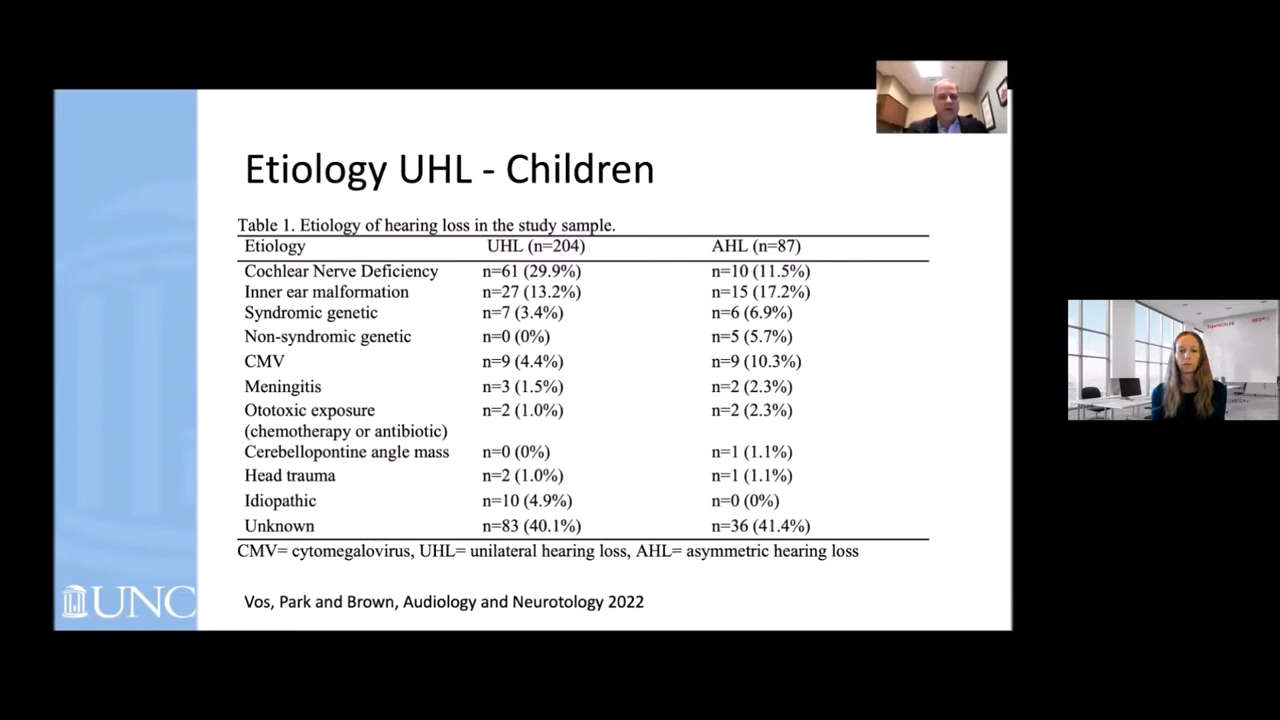 Etiology UHL - Children
Table 1. Etiology of hearing loss in the study sample.
Etiology UHL (n=204) AHL (n=87)
Cochlear Nerve Deficiency n=61 (29.9%) n=10 (11.5%)
Inner ear malformation n=27 (13.2%) n=15 (17.2%)
Syndromic genetic n=7 (3.4%) n=6 (6.9%)
Non-syndromic genetic n=0 (0%) n=5 (5.7%)
CMV n=9 (4.4%) n=9 (10.3%)
Meningitis n=3 (1.5%) n=2 (2.3%)
Ototoxic exposure n=2 (1.0%) n=2 (2.3%)
(chemotherapy or antibiotic)
Cerebellopontine angle mass n=0 (0%) n=1 (1.1%)
Head trauma n=2 (1.0%) n=1 (1.1%)
Idiopathic n=10 (4.9%) n=0 (0%)
Unknown n=83 (40.1%) n=36 (41.4%)
CMV= cytomegalovirus, UHL= unilateral hearing loss, AHL= asymmetric hearing loss
Vos, Park and Brown, Audiology and Neurotology 2022
UNC